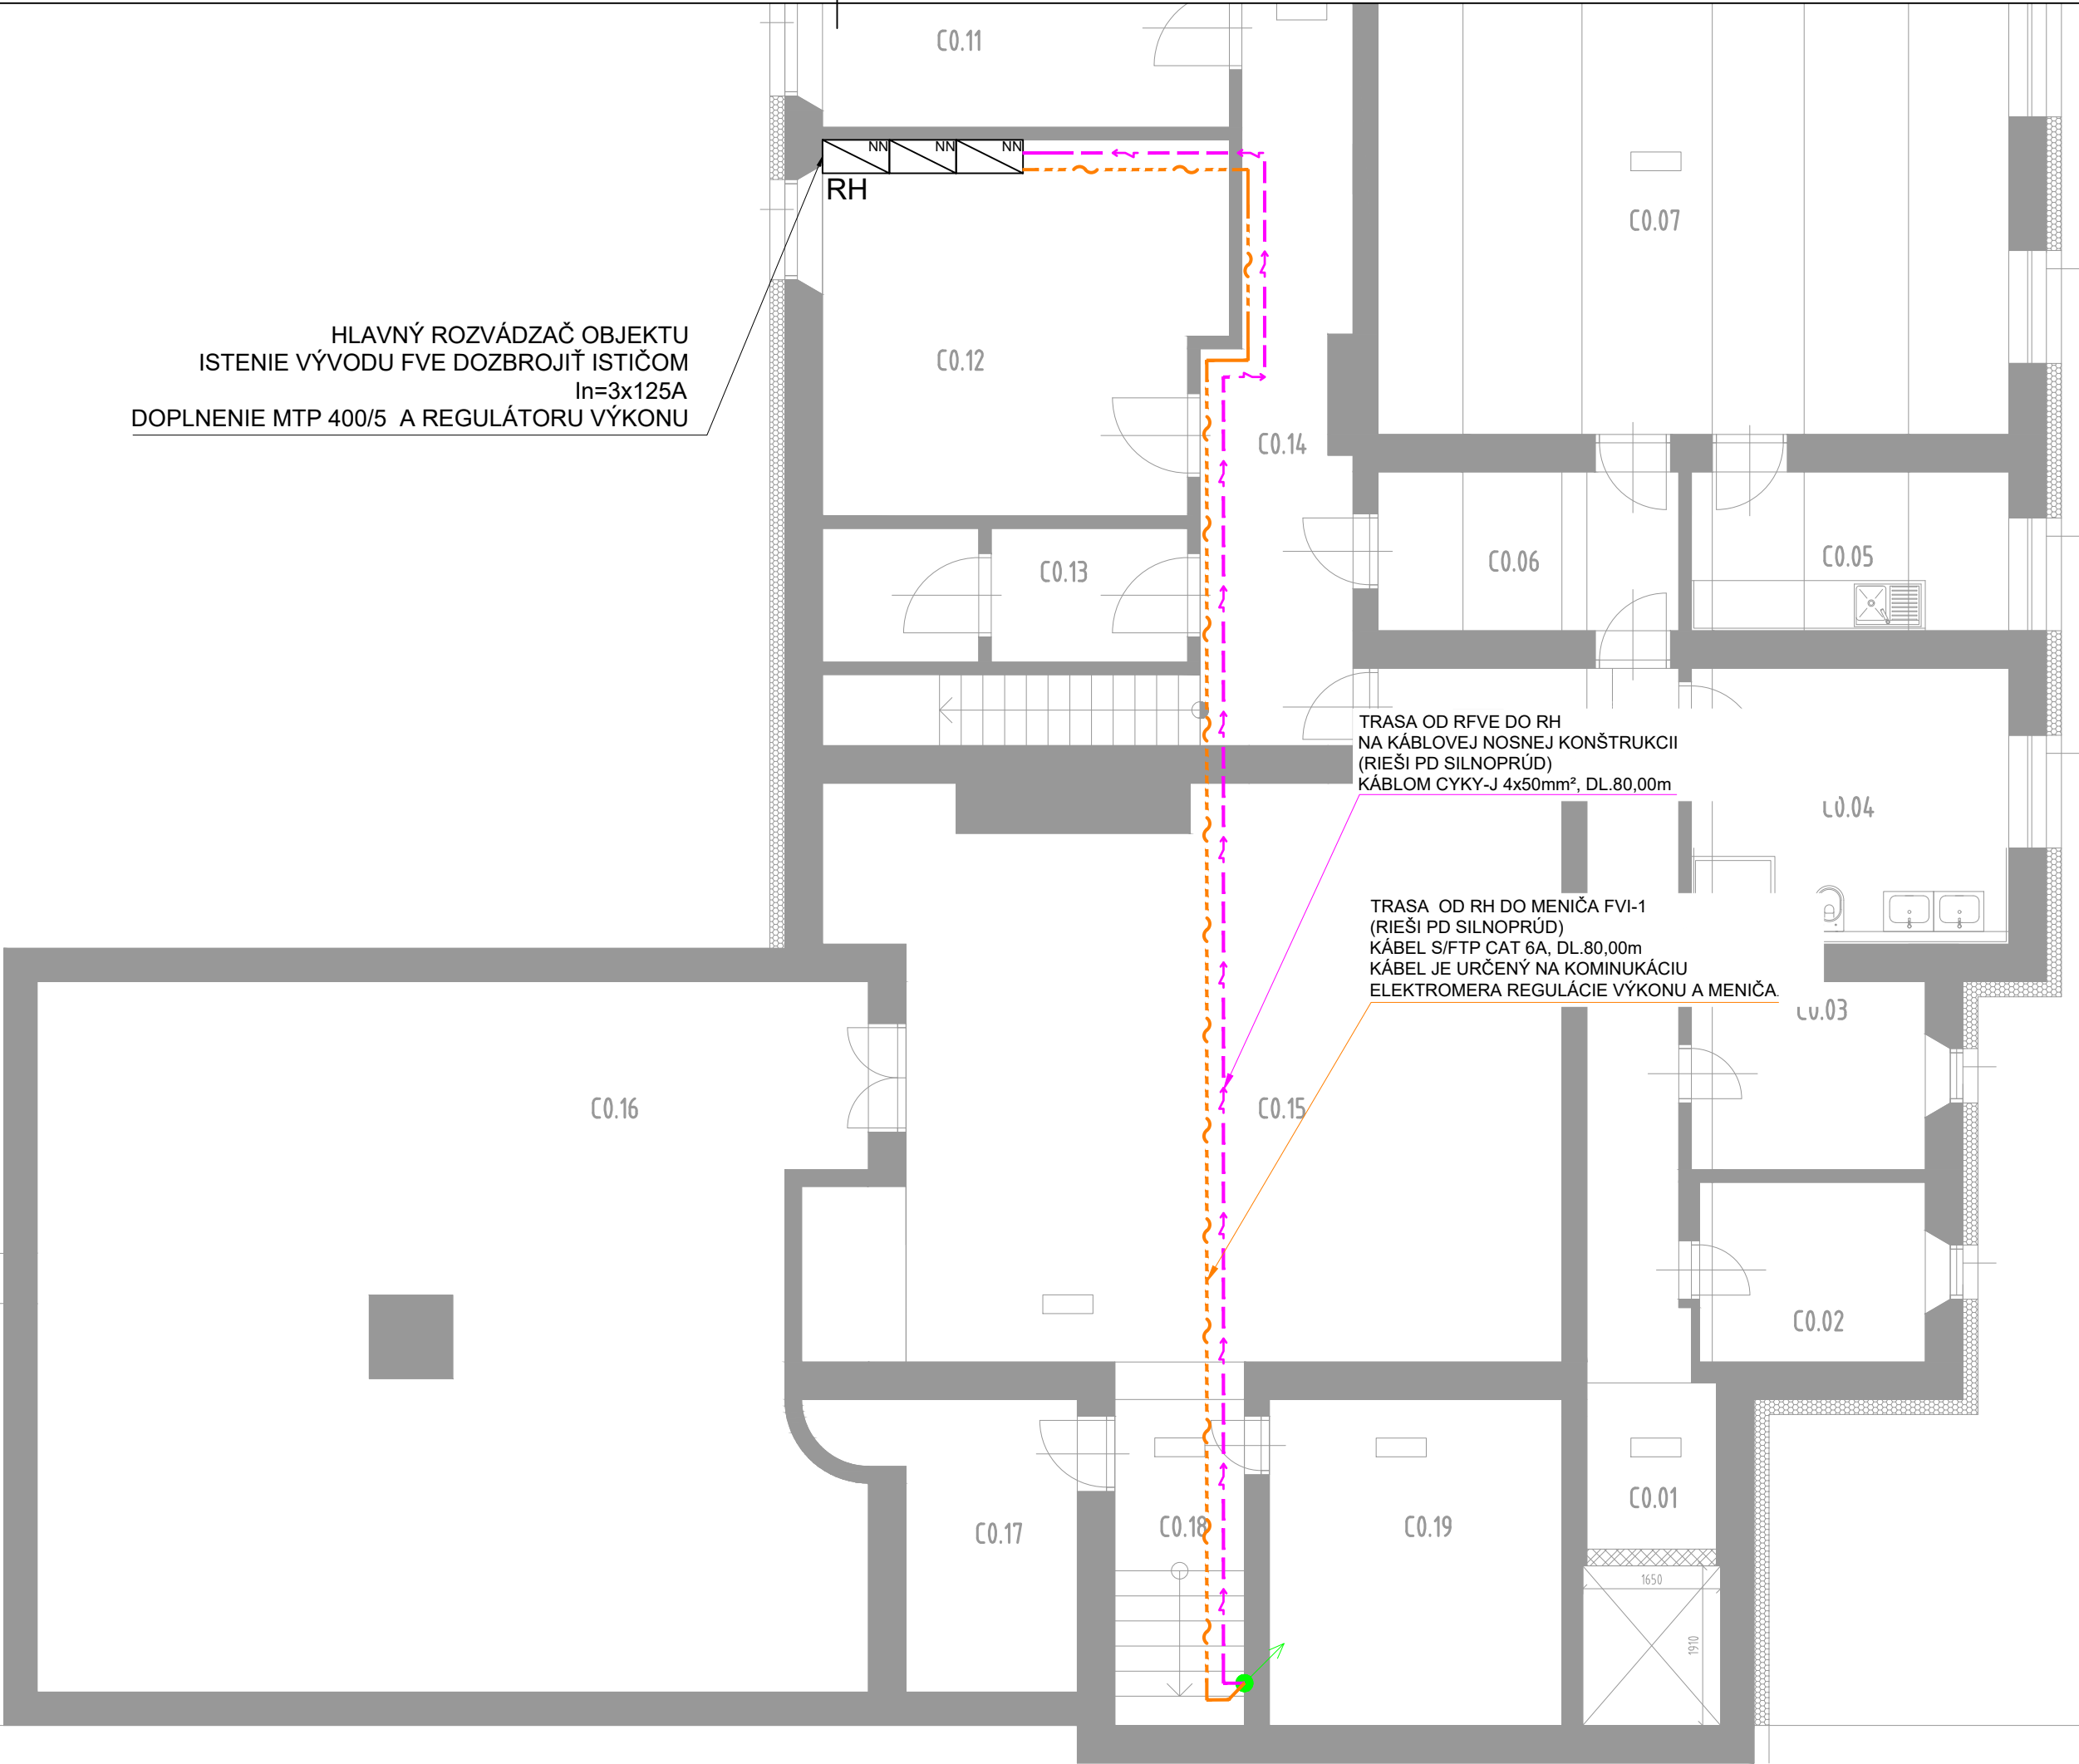 C0.11
NN
NN
NN
RH
C0.07
HLAVNÝ ROZVÁDZAČ OBJEKTU
ISTENIE VÝVODU FVE DOZBROJIŤ ISTIČOM
In=3x125A
DOPLNENIE MTP 400/5 A REGULÁTORU VÝKONU
C0.12
C0.14
C0.13
C0.06
C0.05
TRASA OD RFVE DO RH
NA KÁBLOVEJ NOSNEJ KONŠTRUKCII
(RIEŠI PD SILNOPRÚD)
KÁBLOM CYKY-J 4x50mm², DL.80,00m
C0.04
TRASA OD RH DO MENIČA FVI-1
(RIEŠI PD SILNOPRÚD)
KÁBEL S/FTP CAT 6A, DL.80,00m
KÁBEL JE URČENÝ NA KOMINUKÁCIU
ELEKTROMERA REGULÁCIE VÝKONU A MENIČA.
C0.03
C0.16
C0.15
C0.02
C0.01
C0.17
C0.18
C0.19
1650
1910